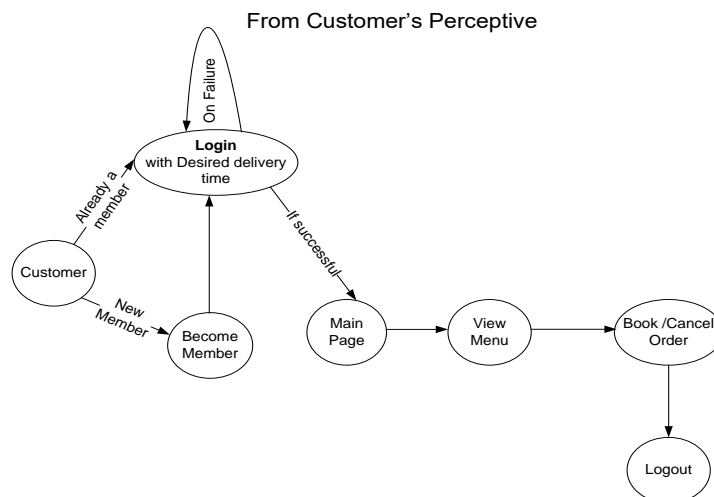 From Customer's Perceptive
On Failure
Login
with Desired delivery
time
Already a
member
If successful
Customer
New
Member
Become
Member
Main
Page
View
Menu
Book /Cancel
Order
Logout